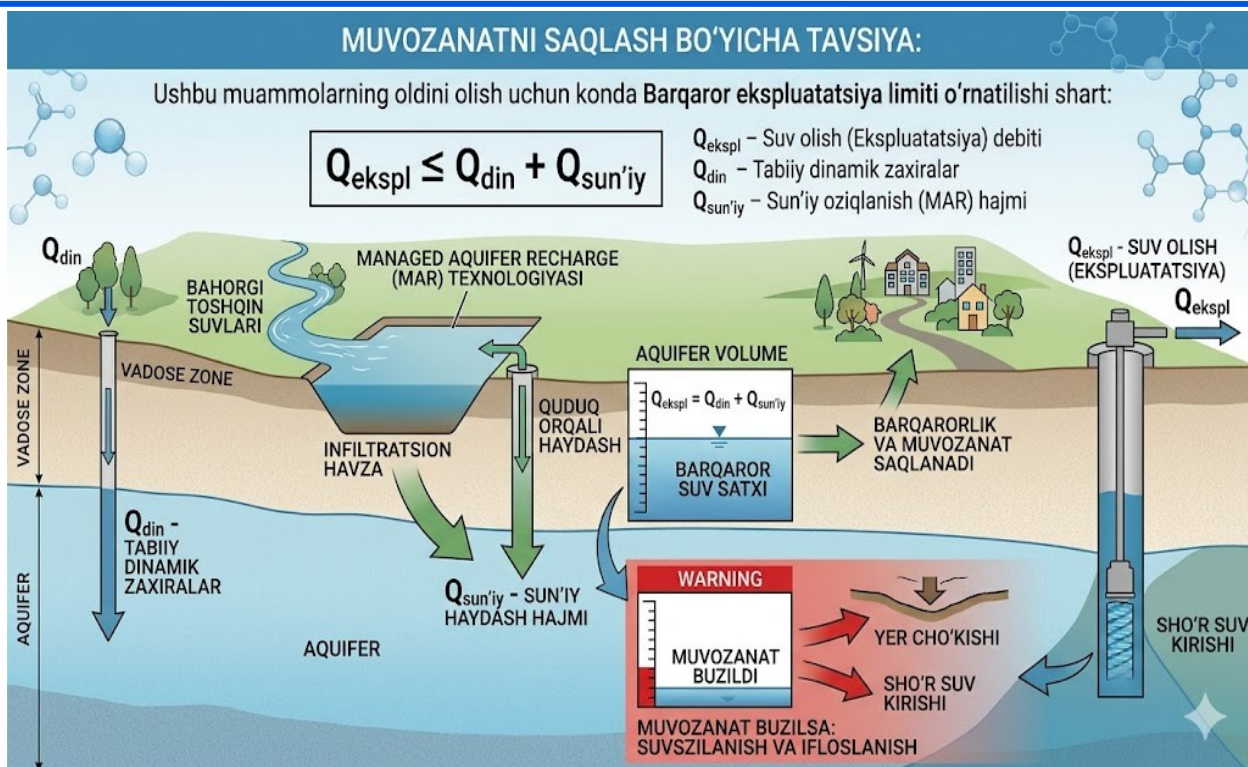 MUVOZANATNI SAQLASH BO‘YICHA TAVSIYA:
Ushbu muammolarning oldini olish uchun konda Barqaror ekspluatatsiya limiti o‘rnatilishi shart:
Qekspl ≤ Qdin + Qsun’iy
Qekspl – Suv olish (Ekspluatatsiya) debiti
Qdin – Tabiiy dinamik zaxiralar
Qsun’iy – Sun’iy oziqlanish (MAR) hajmi
Qdin
BAHORGI
TOSHQIN
SUVLARI
MANAGED AQUIFER RECHARGE
(MAR) TEXNOLOGIYASI
Qekspl - SUV OLISH
(EKSPLUATATSIYA)
Qekspl
VADOSE ZONE
VADOSE ZONE
INFILTRATSION
HAVZA
QUDUQ
ORQALI
HAYDASH
AQUIFER VOLUME
Qekspl = Qdin + Qsun’iy
BARQAROR
SUV SATXI
BARQARORLIK
VA MUVOZANAT
SAQLANADI
AQUIFER
Qdin -
TABIIY
DINAMIK
ZAXIRALAR
Qsun’iy - SUN’IY
HAYDASH HAJMI
AQUIFER
WARNING
MUVOZANAT
BUZILDI
YER CHO‘KISHI
SHO‘R SUV
KIRISHI
MUVOZANAT BUZILSA:
SUVSZILANISH VA IFLOSLANISH
SHO‘R SUV
KIRISHI